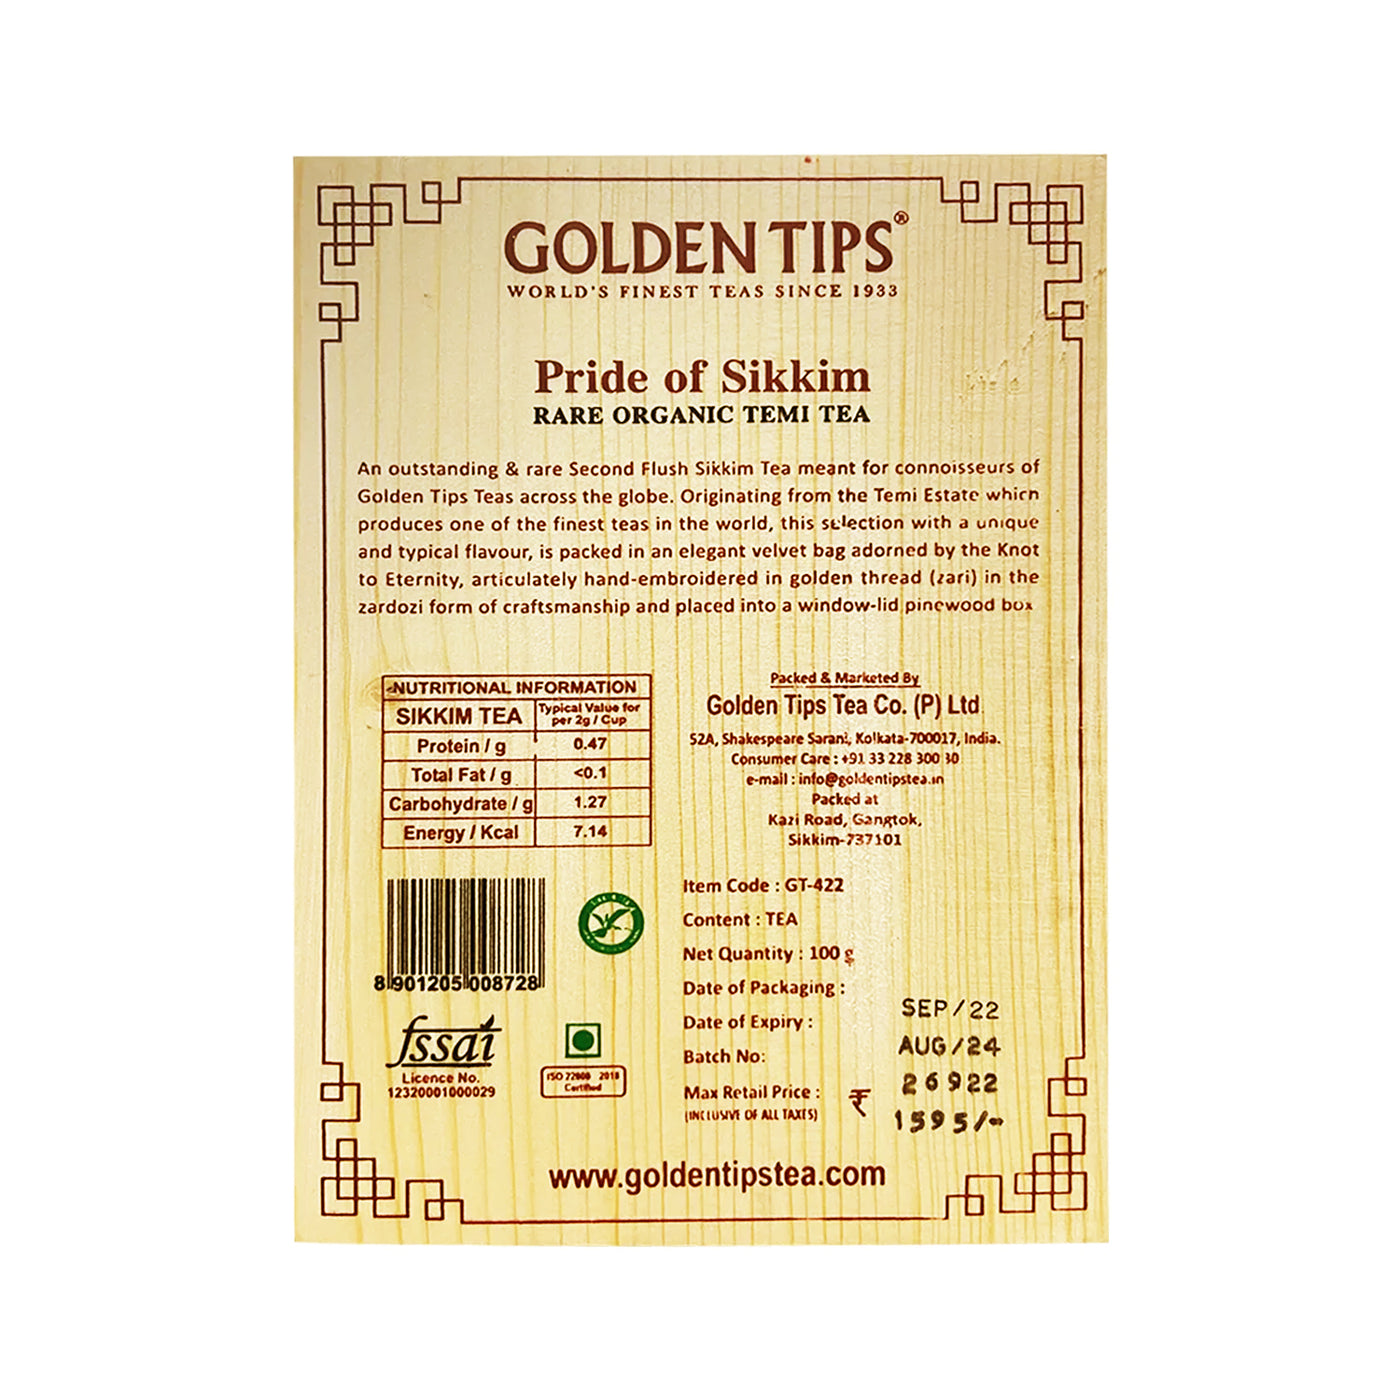 GOLDEN TIPS®
WORLD'S FINEST TEAS SINCE 1933
Pride of Sikkim
RARE ORGANIC TEMI TEA
An outstanding & rare Second Flush Sikkim Tea meant for connoisseurs of
Golden Tips Teas across the globe. Originating from the Temi Estate which
produces one of the finest teas in the world, this selection with a unique
and typical flavour, is packed in an elegant velvet bag adorned by the Knot
to Eternity, articulately hand-embroidered in golden thread (zari) in the
zardozi form of craftsmanship and placed into a window-lid pinewood box
NUTRITIONAL INFORMATION
SIKKIM TEA Typical Value for
per 2g / Cup
Protein / g 0.47
Total Fat / g <0.1
Carbohydrate / g 1.27
Energy / Kcal 7.14
Packed & Marketed By
Golden Tips Tea Co. (P) Ltd
52A, Shakespeare Sarani, Kolkata-700017, India.
Consumer Care : +91 33 228 300 30
e-mail : info@goldentipstea.in
Packed at
Kazi Road, Gangtok,
Sikkim-737101
8 901205 008728
fssai
Licence No.
12320001000029
ISO 22000 2018
Certified
Item Code : GT-422
Content : TEA
Net Quantity : 100 g
Date of Packaging : SEP/22
Date of Expiry : AUG/24
Batch No: 26922
Max Retail Price : ₹ 1595/-
(INCLUSIVE OF ALL TAXES)
www.goldentipstea.com